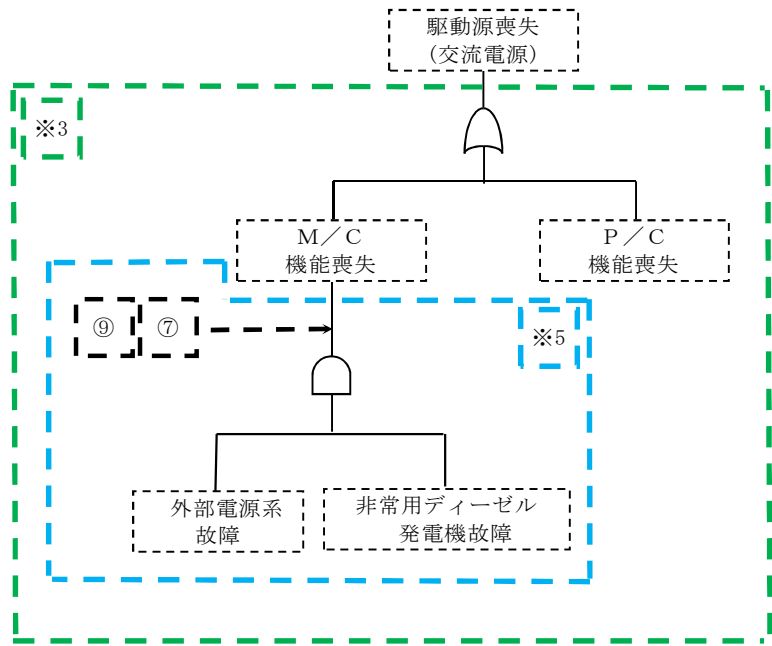 駆動源喪失
(交流電源)
※3
M/C
機能喪失
P/C
機能喪失
⑨
⑦
※5
外部電源系
故障
非常用ディーゼル
発電機故障